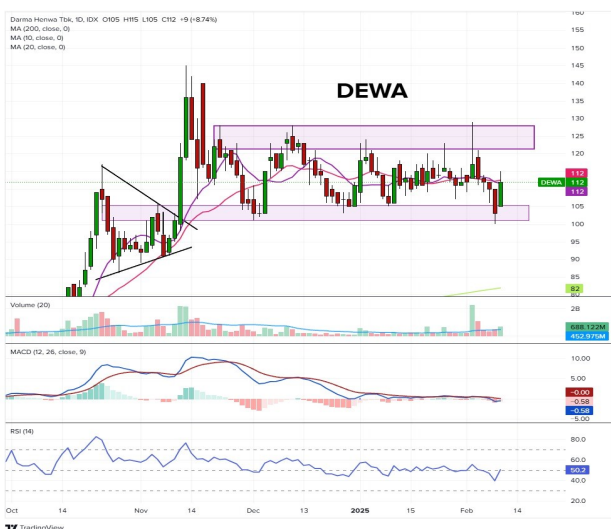 Darma Henwa Tbk, 1D, IDX O105 H115 L105 C112 +9 (+8.74%)
MA (200, close, 0)
MA (10, close, 0)
MA (20, close, 0)
DEWA
160
155
150
145
140
135
130
125
120
112
DEWA 112
112
105
100
95
90
85
82
80
Volume (20)
2B
688.122M
452.975M
MACD (12, 26, close, 9)
10.00
5.00
−0.00
−0.58
−0.58
−5.00
RSI (14)
80.0
60.0
50.2
40.0
20.0
Oct 14 Nov 14 Dec 13 2025 15 Feb 14
TradingView